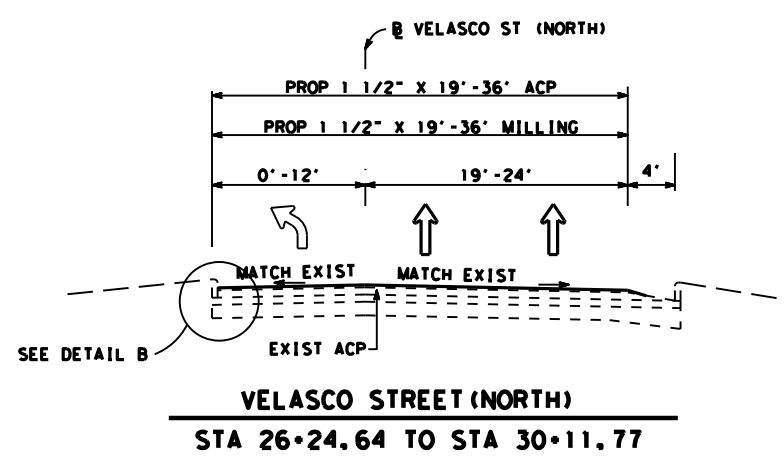 ℄ VELASCO ST (NORTH)
PROP 1 1/2" X 19'-36' ACP
PROP 1 1/2" X 19'-36' MILLING
0'-12' 19'-24' 4'
MATCH EXIST MATCH EXIST
SEE DETAIL B
EXIST ACP
VELASCO STREET (NORTH)
STA 26+24.64 TO STA 30+11.77